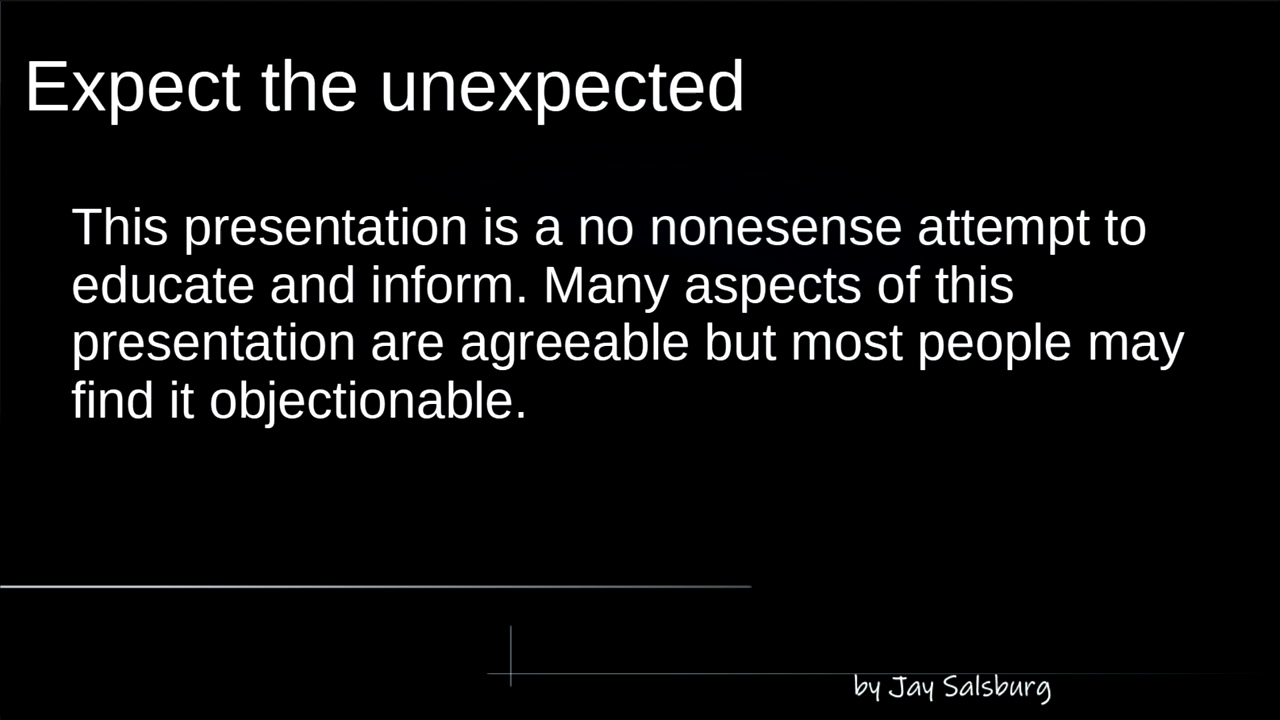 Expect the unexpected
This presentation is a no nonesense attempt to
educate and inform. Many aspects of this
presentation are agreeable but most people may
find it objectionable.
by Jay Salsburg